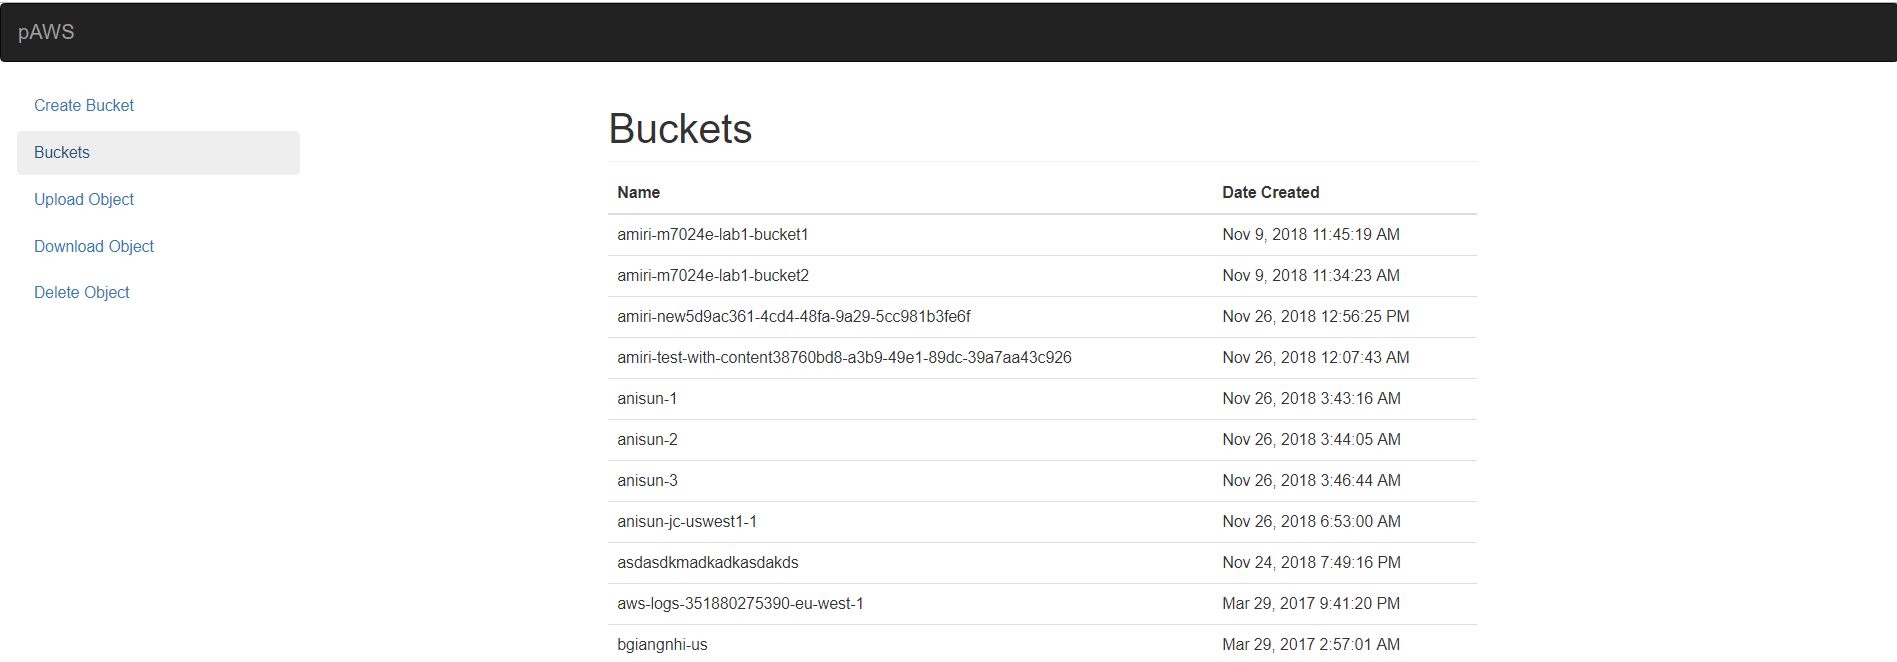 pAWS
Create Bucket
Buckets
Upload Object
Download Object
Delete Object
Buckets
Name Date Created
amiri-m7024e-lab1-bucket1 Nov 9, 2018 11:45:19 AM
amiri-m7024e-lab1-bucket2 Nov 9, 2018 11:34:23 AM
amiri-new5d9ac361-4cd4-48fa-9a29-5cc981b3fe6f Nov 26, 2018 12:56:25 PM
amiri-test-with-content38760bd8-a3b9-49e1-89dc-39a7aa43c926 Nov 26, 2018 12:07:43 AM
anisun-1 Nov 26, 2018 3:43:16 AM
anisun-2 Nov 26, 2018 3:44:05 AM
anisun-3 Nov 26, 2018 3:46:44 AM
anisun-jc-uswest1-1 Nov 26, 2018 6:53:00 AM
asdasdkmadkadkasdakds Nov 24, 2018 7:49:16 PM
aws-logs-351880275390-eu-west-1 Mar 29, 2017 9:41:20 PM
bgiangnhi-us Mar 29, 2017 2:57:01 AM